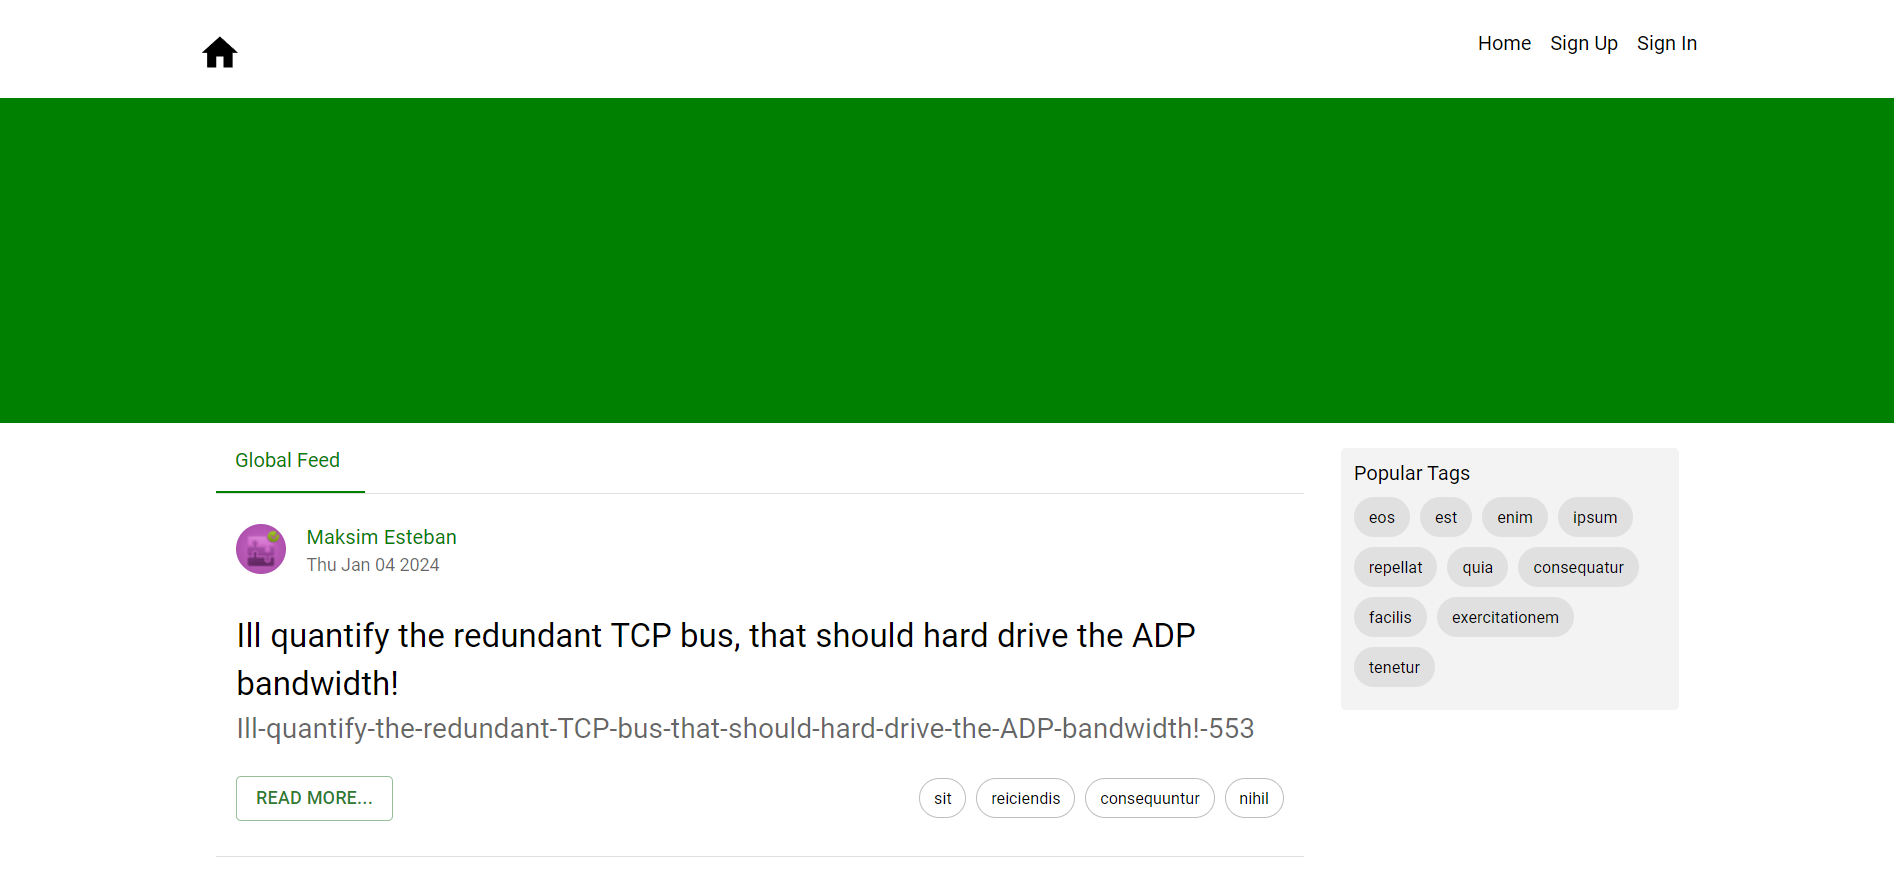 Home Sign Up Sign In
Global Feed
Maksim Esteban
Thu Jan 04 2024
Ill quantify the redundant TCP bus, that should hard drive the ADP
bandwidth!
Ill-quantify-the-redundant-TCP-bus-that-should-hard-drive-the-ADP-bandwidth!-553
READ MORE...
sit reiciendis consequuntur nihil
Popular Tags
eos est enim ipsum
repellat quia consequatur
facilis exercitationem
tenetur